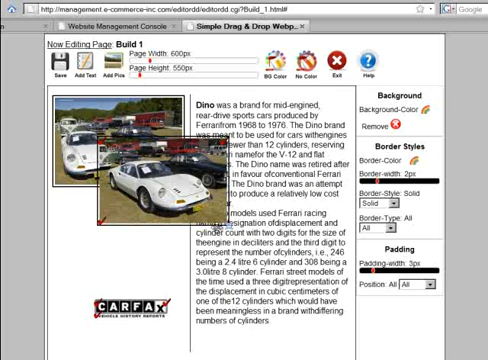 http://management.e-commerce-inc.com/editordd/editordd.cgi?Build_1.html#
Website Management Console
Simple Drag & Drop Webp...
Now Editing Page: Build 1
Page Width: 600px
Page Height: 550px
Save
Add Text
Add Pics
BG Color
No Color
Exit
Help
Dino was a brand for mid-engined,
rear-drive sports cars produced by
Ferrarifrom 1968 to 1976. The Dino brand
was meant to be used for cars withengines
fewer than 12 cylinders, reserving
namefor the V-12 and flat
The Dino name was retired after
in favour ofconventional Ferrari
The Dino brand was an attempt
to produce a relatively low cost
models used Ferrari racing
designation ofdisplacement and
cylinder count with two digits for the size of
theengine in deciliters and the third digit to
represent the number ofcylinders, i.e., 246
being a 2.4 litre 6 cylinder and 308 being a
3.0litre 8 cylinder. Ferrari street models of
the time used a three digitrepresentation of
the displacement in cubic centimeters of
one of the12 cylinders which would have
been meaningless in a brand withdiffering
numbers of cylinders.
CARFAX
VEHICLE HISTORY REPORTS
Background
Background-Color
Remove
Border Styles
Border-Color
Border-width: 2px
Border-Style: Solid
Solid
Border-Type: All
All
Padding
Padding-width: 3px
Position: All
All